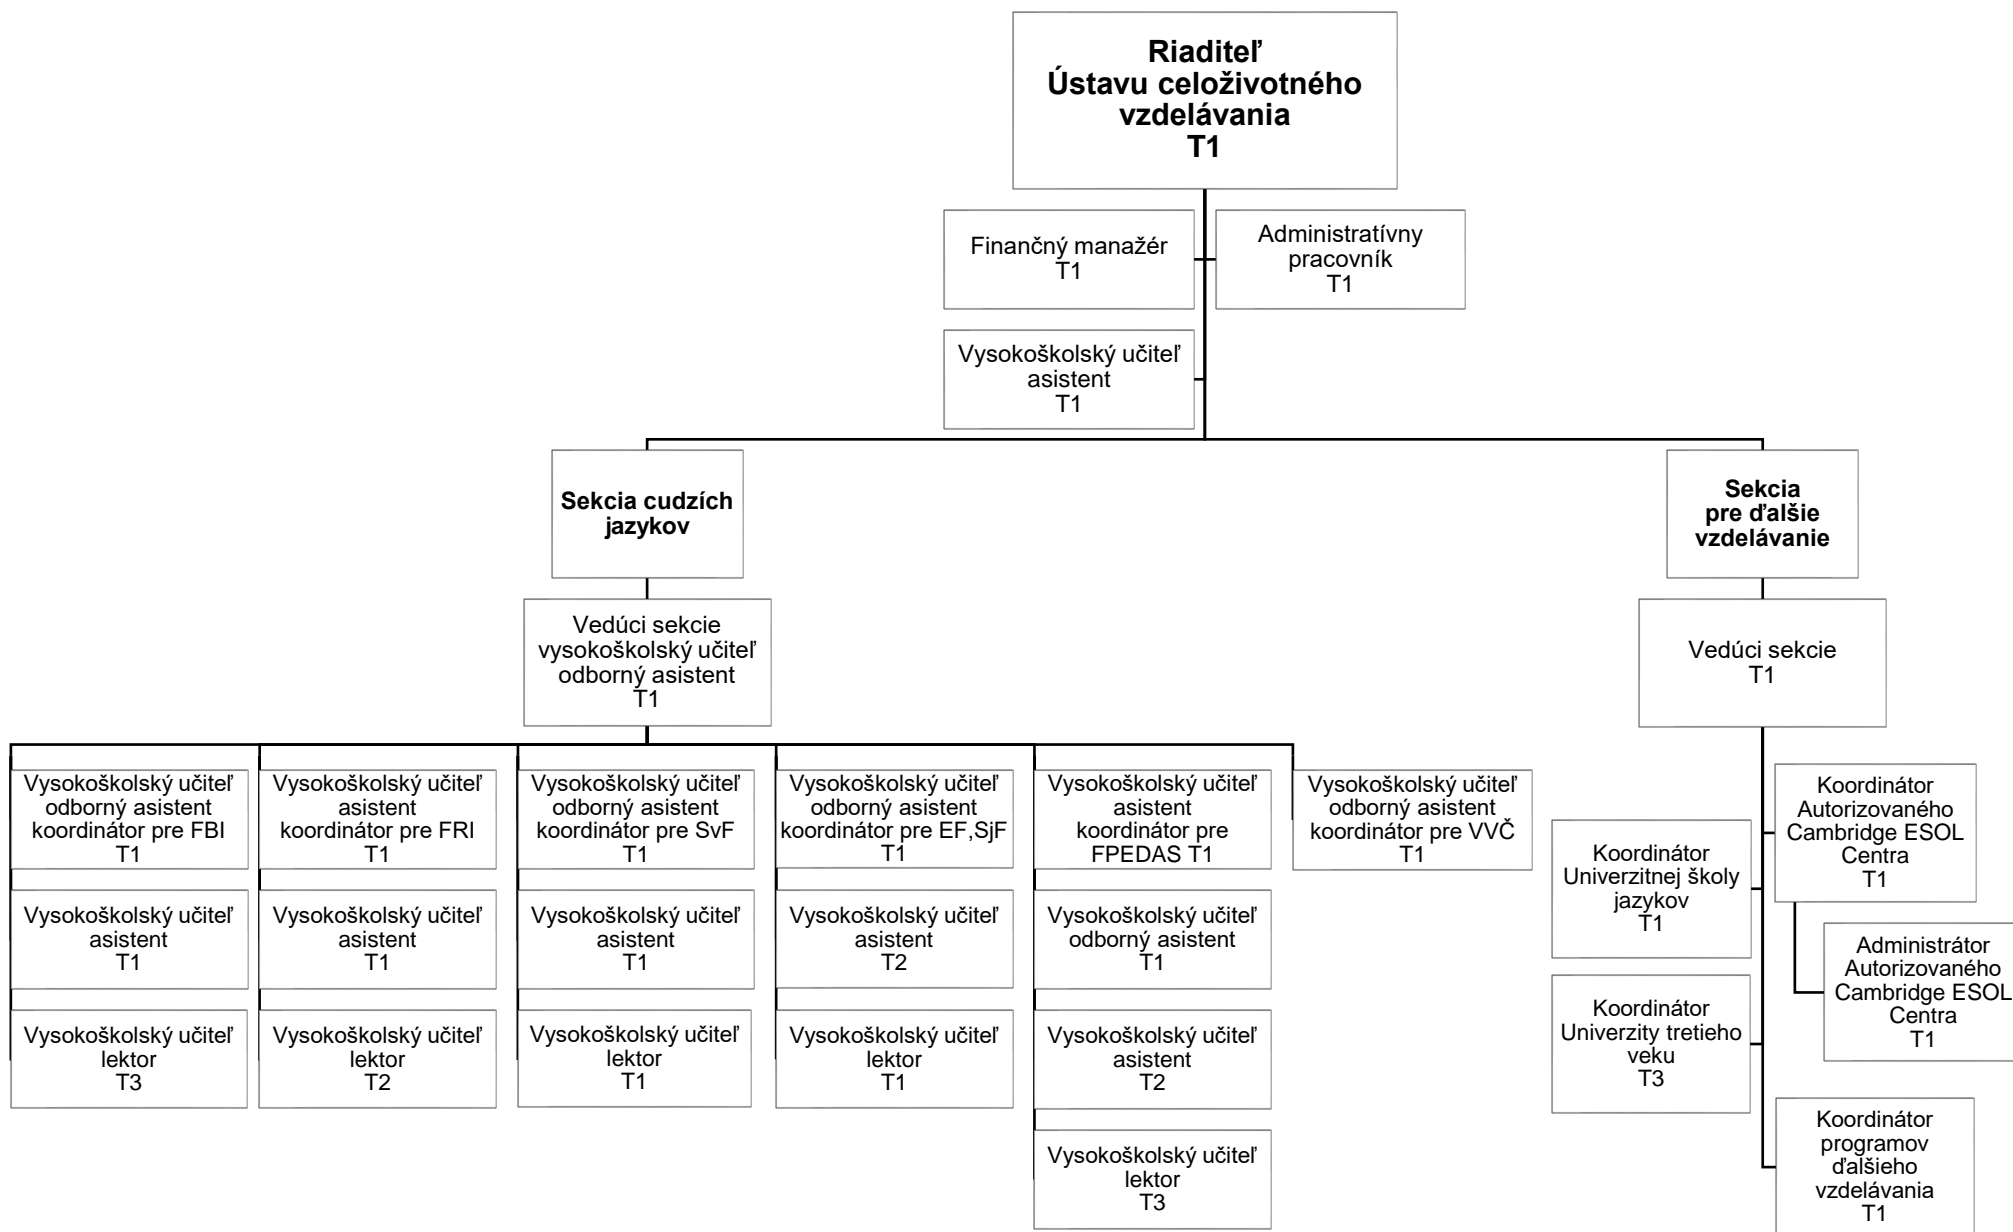 Riaditeľ
Ústavu celoživotného
vzdelávania
T1
Finančný manažér
T1
Administratívny
pracovník
T1
Vysokoškolský učiteľ
asistent
T1
Sekcia cudzích
jazykov
Sekcia
pre ďalšie
vzdelávanie
Vedúci sekcie
vysokoškolský učiteľ
odborný asistent
T1
Vedúci sekcie
T1
Vysokoškolský učiteľ
odborný asistent
koordinátor pre FBI
T1
Vysokoškolský učiteľ
asistent
T1
Vysokoškolský učiteľ
lektor
T3
Vysokoškolský učiteľ
asistent
koordinátor pre FRI
T1
Vysokoškolský učiteľ
asistent
T1
Vysokoškolský učiteľ
lektor
T2
Vysokoškolský učiteľ
odborný asistent
koordinátor pre SvF
T1
Vysokoškolský učiteľ
asistent
T1
Vysokoškolský učiteľ
lektor
T1
Vysokoškolský učiteľ
odborný asistent
koordinátor pre EF,SjF
T1
Vysokoškolský učiteľ
asistent
T2
Vysokoškolský učiteľ
lektor
T1
Vysokoškolský učiteľ
asistent
koordinátor pre
FPEDAS T1
Vysokoškolský učiteľ
odborný asistent
T1
Vysokoškolský učiteľ
asistent
T2
Vysokoškolský učiteľ
lektor
T3
Vysokoškolský učiteľ
odborný asistent
koordinátor pre VVČ
T1
Koordinátor
Univerzitnej školy
jazykov
T1
Koordinátor
Autorizovaného
Cambridge ESOL
Centra
T1
Administrátor
Autorizovaného
Cambridge ESOL
Centra
T1
Koordinátor
Univerzity tretieho
veku
T3
Koordinátor
programov
ďalšieho
vzdelávania
T1